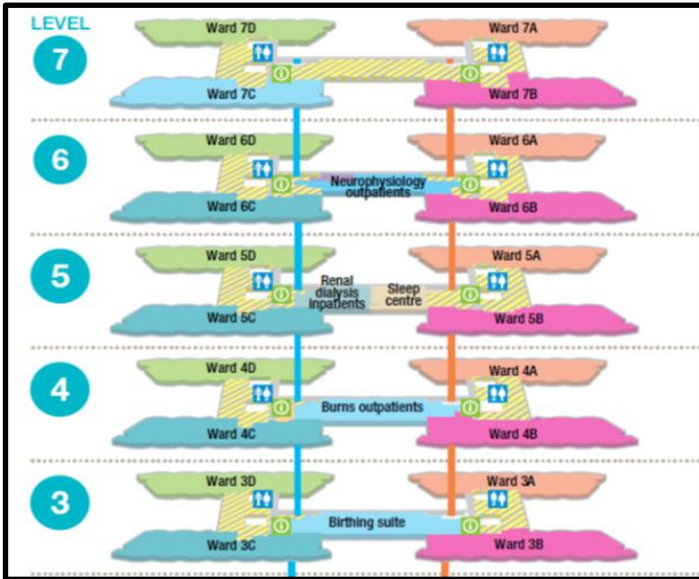 LEVEL
7
Ward 7D
Ward 7A
Ward 7C
Ward 7B
6
Ward 6D
Ward 6A
Neurophysiology
outpatients
Ward 6C
Ward 6B
5
Ward 5D
Ward 5A
Renal
dialysis
inpatients
Sleep
centre
Ward 5C
Ward 5B
4
Ward 4D
Ward 4A
Burns outpatients
Ward 4C
Ward 4B
3
Ward 3D
Ward 3A
Birthing suite
Ward 3C
Ward 3B